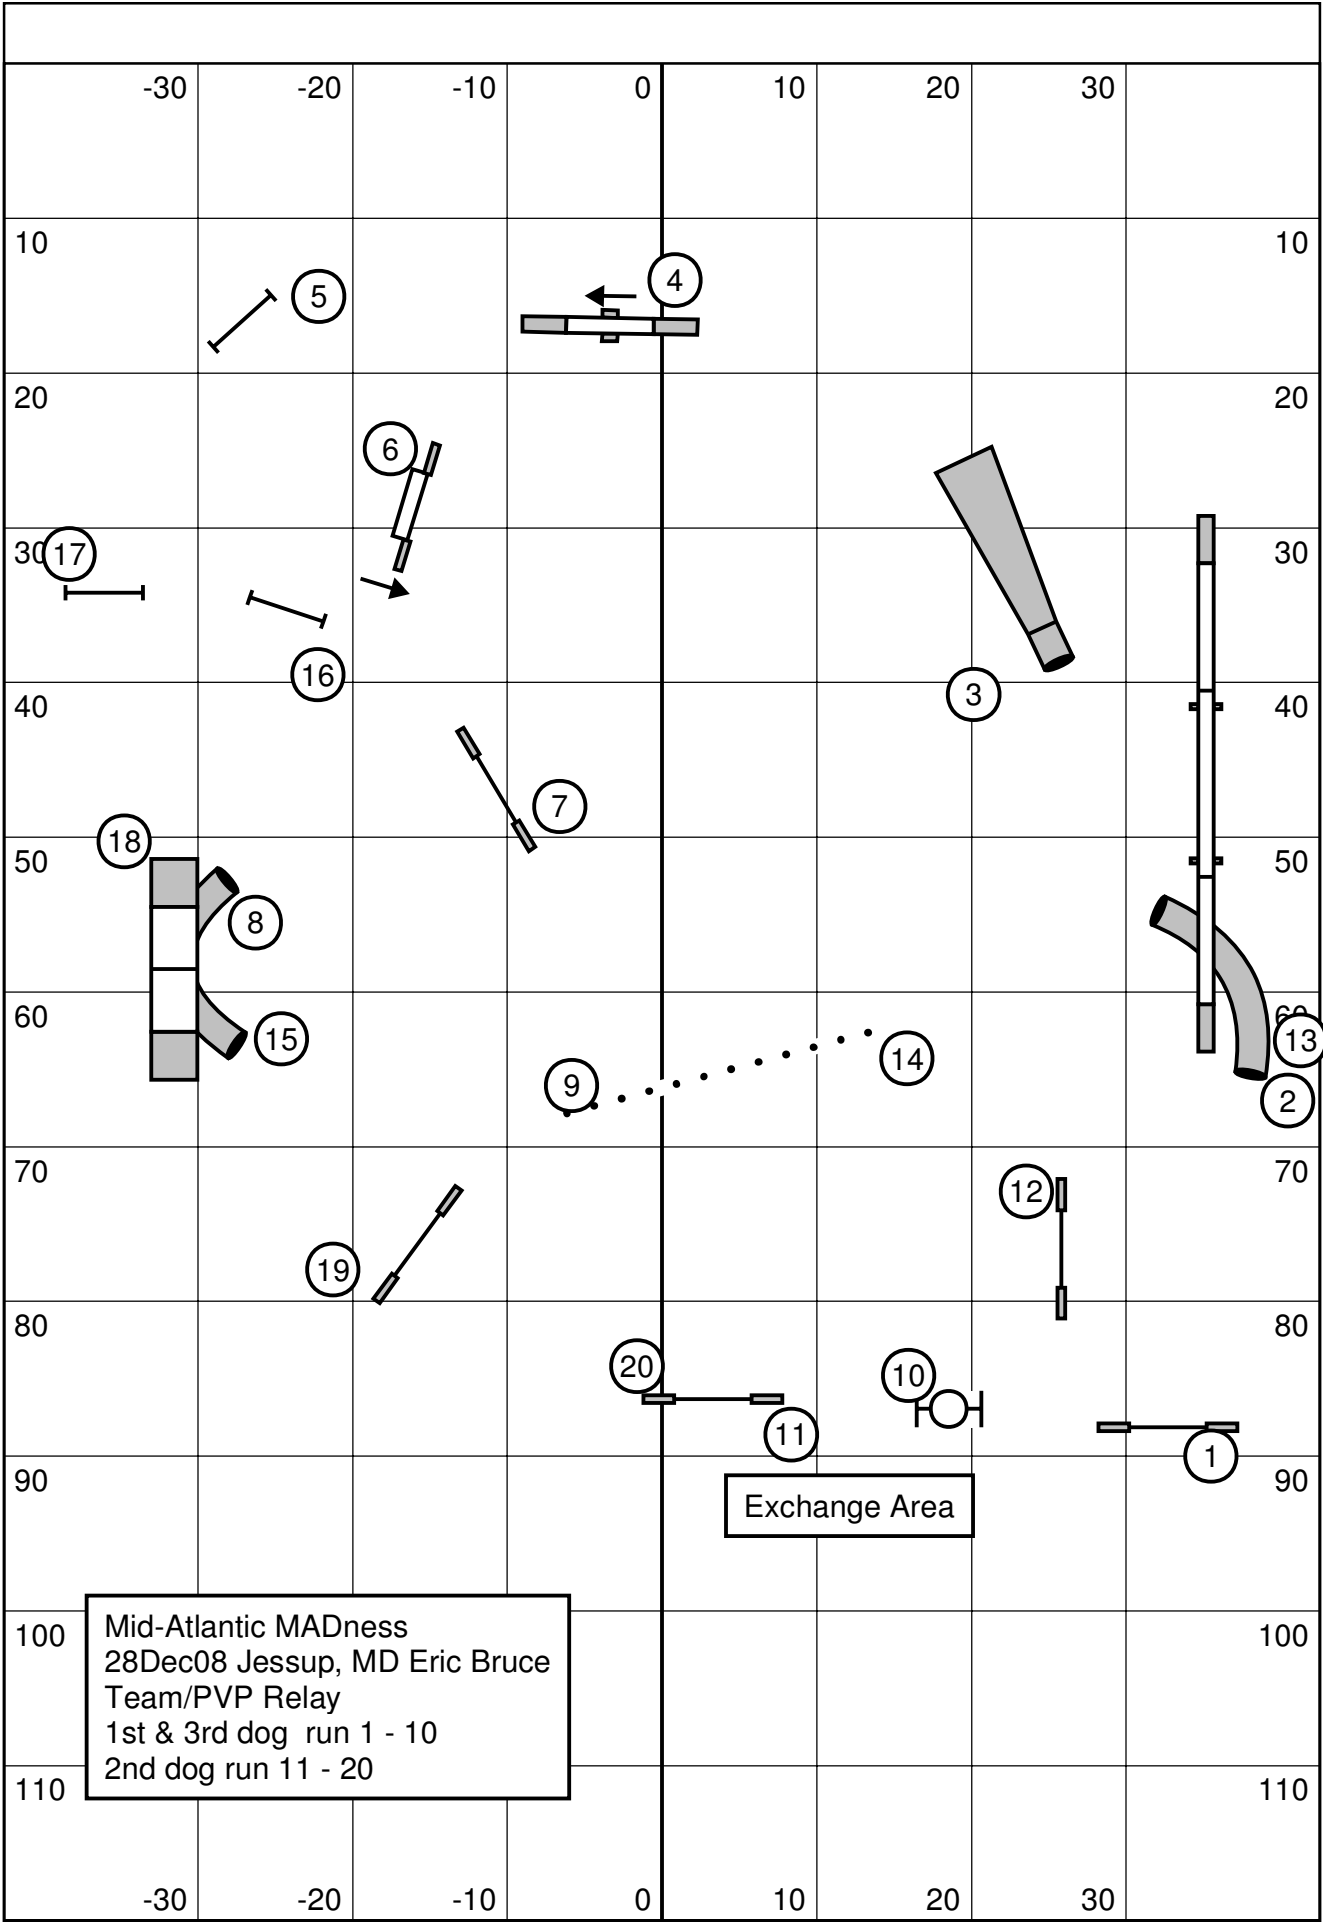 -30 -20 -10 0 10 20 30
10 10
4
5
20 20
6
30 17 30
16
40 3 40
7
18
50 50
8
60 60
15 14 13
9
2
70 70
12
19
80 80
20 10
11
1
90 90
Exchange Area
Mid-Atlantic MADness
100 100
28Dec08 Jessup, MD Eric Bruce
Team/PVP Relay
1st & 3rd dog run 1 - 10
2nd dog run 11 - 20
110 110
-30 -20 -10 0 10 20 30